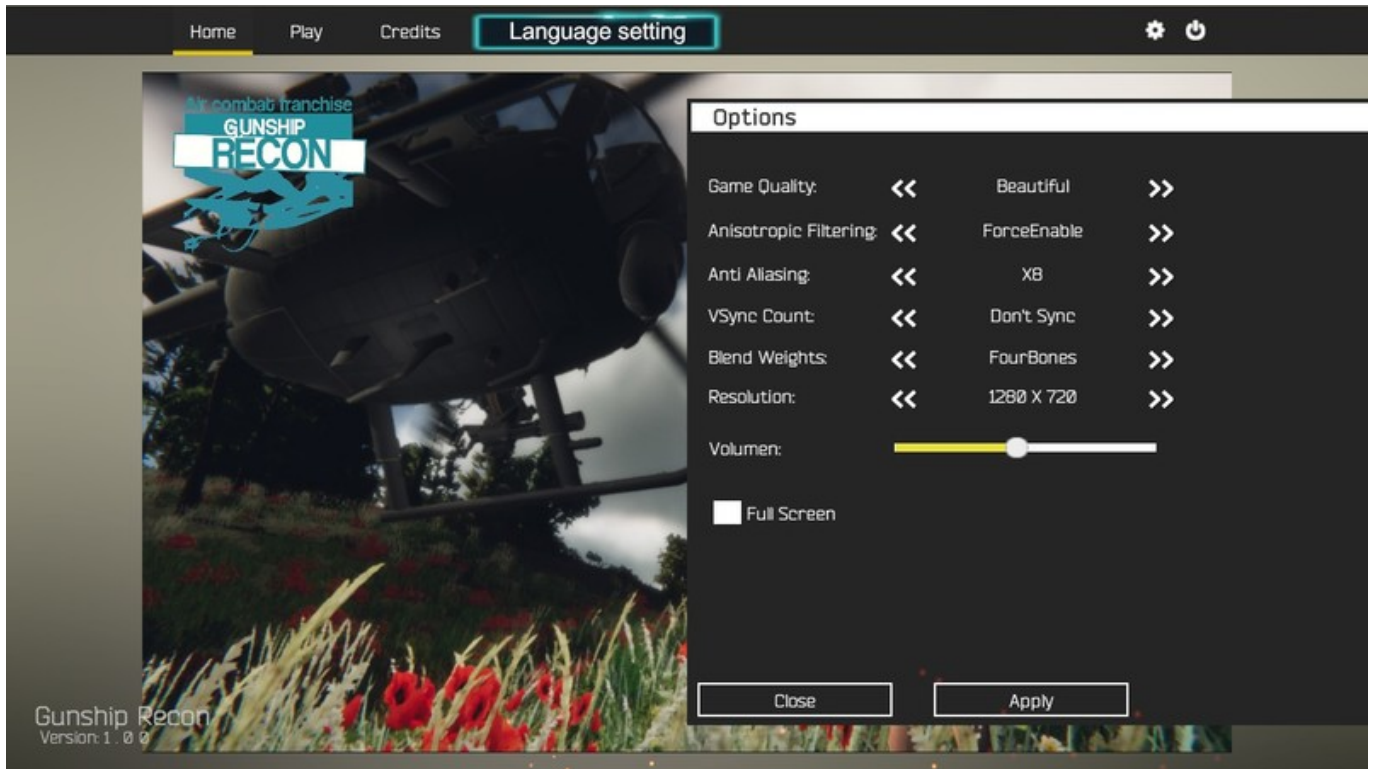 Home Play Credits Language setting
Air combat franchise
GUNSHIP
RECON
Options
Game Quality: << Beautiful >>
Anisotropic Filtering: << ForceEnable >>
Anti Aliasing: << X8 >>
VSync Count: << Don't Sync >>
Blend Weights: << FourBones >>
Resolution: << 1280 X 720 >>
Volumen:
Full Screen
Close Apply
Gunship Recon
Version: 1.0 0